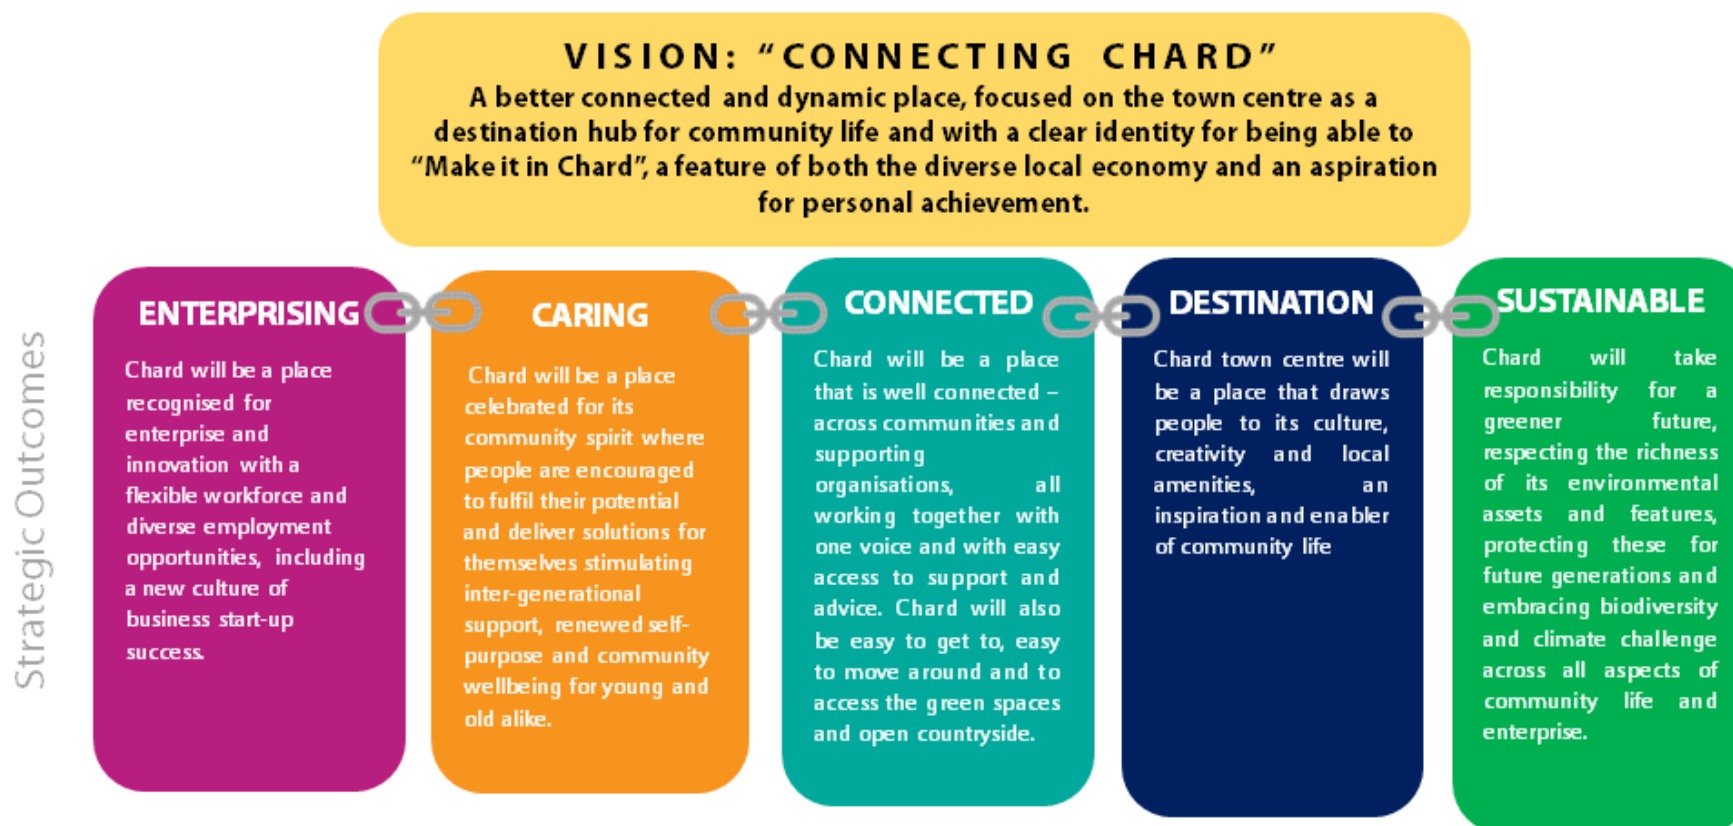 VISION: “CONNECTING CHARD”
A better connected and dynamic place, focused on the town centre as a
destination hub for community life and with a clear identity for being able to
“Make it in Chard”, a feature of both the diverse local economy and an aspiration
for personal achievement.
Strategic Outcomes
ENTERPRISING
Chard will be a place
recognised for
enterprise and
innovation with a
flexible workforce and
diverse employment
opportunities, including
a new culture of
business start-up
success.
CARING
Chard will be a place
celebrated for its
community spirit where
people are encouraged
to fulfil their potential
and deliver solutions for
themselves stimulating
inter-generational
support, renewed self-
purpose and community
wellbeing for young and
old alike.
CONNECTED
Chard will be a place
that is well connected –
across communities and
supporting
organisations, all
working together with
one voice and with easy
access to support and
advice. Chard will also
be easy to get to, easy
to move around and to
access the green spaces
and open countryside.
DESTINATION
Chard town centre will
be a place that draws
people to its culture,
creativity and local
amenities, an
inspiration and enabler
of community life
SUSTAINABLE
Chard will take
responsibility for a
greener future,
respecting the richness
of its environmental
assets and features,
protecting these for
future generations and
embracing biodiversity
and climate challenge
across all aspects of
community life and
enterprise.